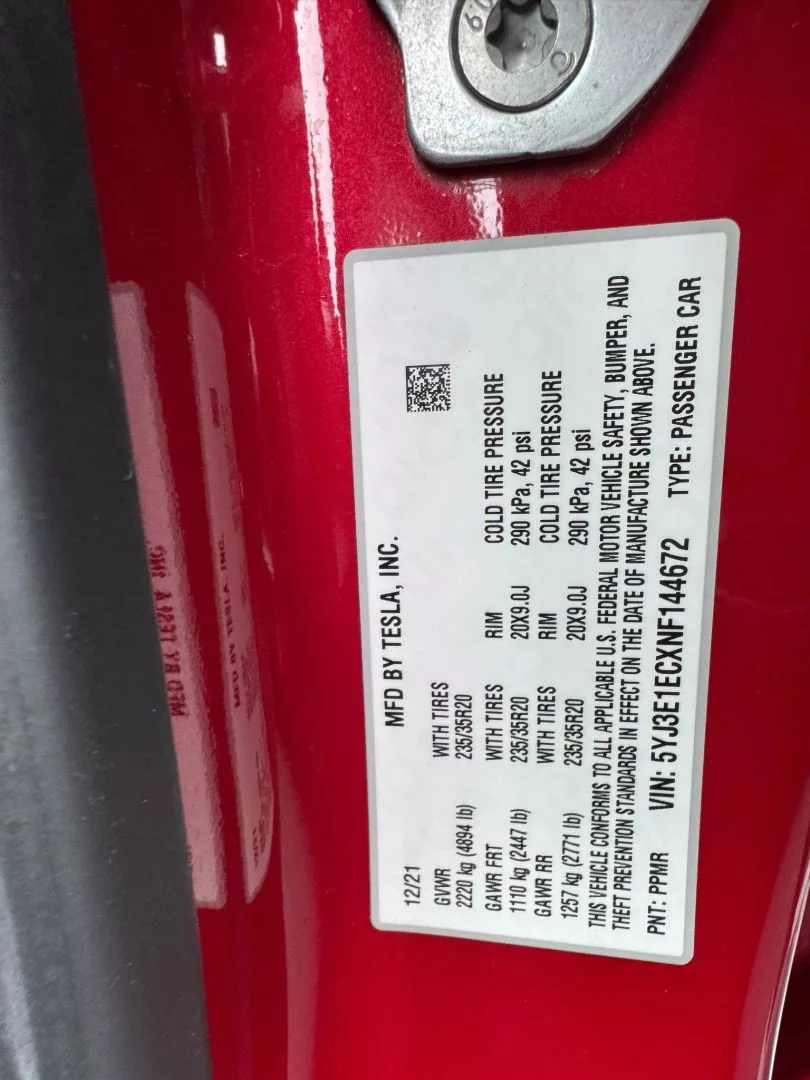 MFD BY TESLA, INC.
12/21
GVWR WITH TIRES
2220 kg (4894 lb) 235/35R20
GAWR FRT WITH TIRES RIM COLD TIRE PRESSURE
1110 kg (2447 lb) 235/35R20 20X9.0J 290 kPa, 42 psi
GAWR RR WITH TIRES RIM COLD TIRE PRESSURE
1257 kg (2771 lb) 235/35R20 20X9.0J 290 kPa, 42 psi
THIS VEHICLE CONFORMS TO ALL APPLICABLE U.S. FEDERAL MOTOR VEHICLE SAFETY, BUMPER, AND
THEFT PREVENTION STANDARDS IN EFFECT ON THE DATE OF MANUFACTURE SHOWN ABOVE.
PNT: PPMR VIN: 5YJ3E1ECXNF144672 TYPE: PASSENGER CAR